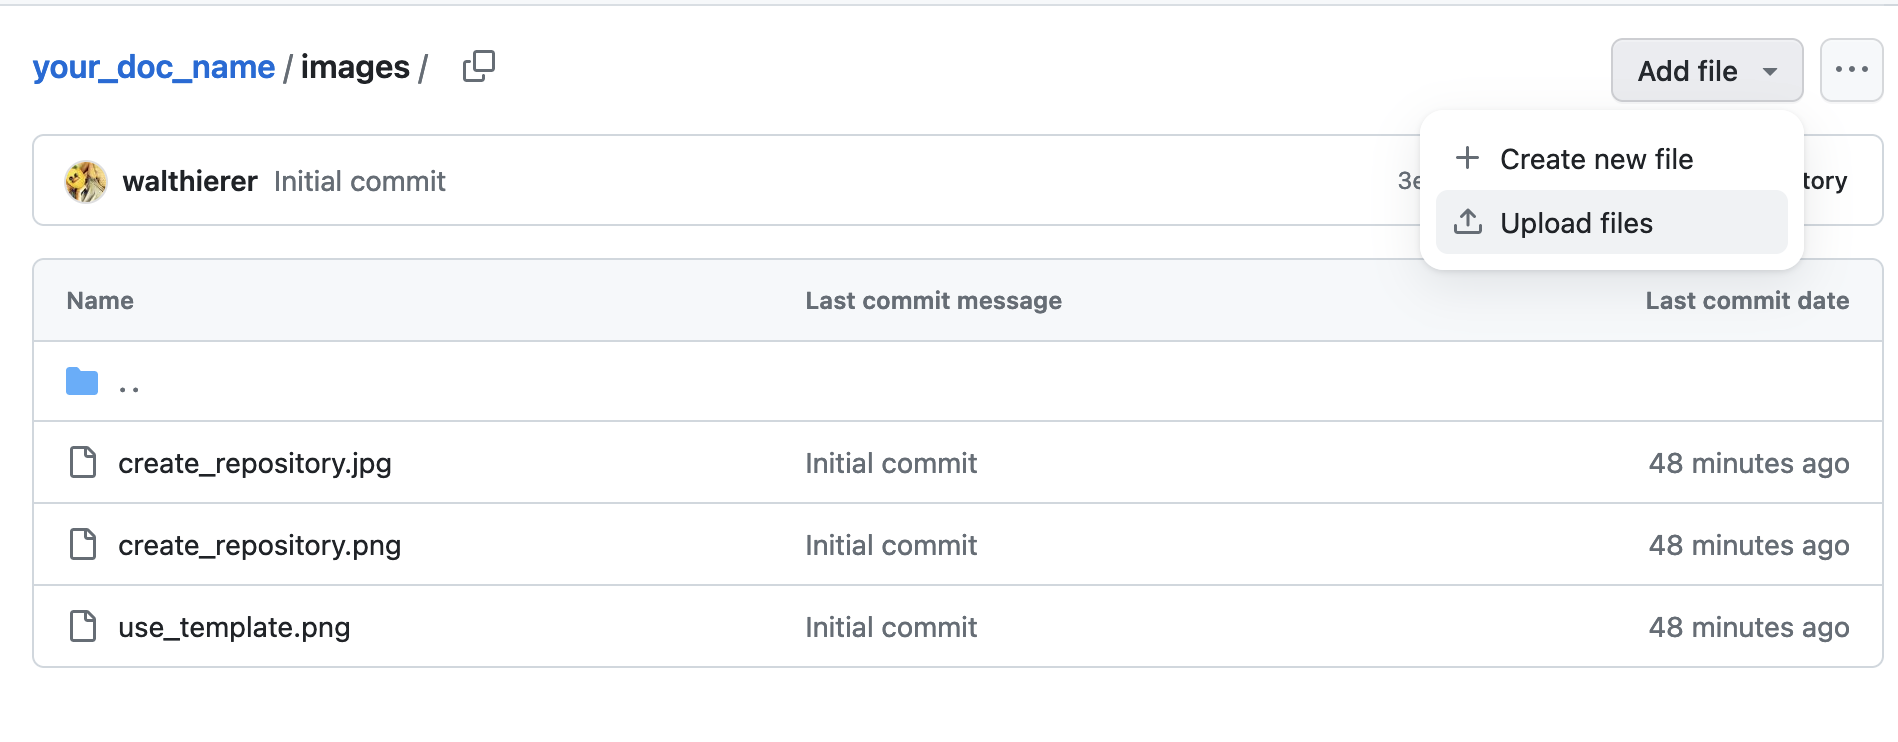 your_doc_name / images /
Add file
walthierer Initial commit
Create new file
Upload files
Name Last commit message Last commit date
..
create_repository.jpg Initial commit 48 minutes ago
create_repository.png Initial commit 48 minutes ago
use_template.png Initial commit 48 minutes ago